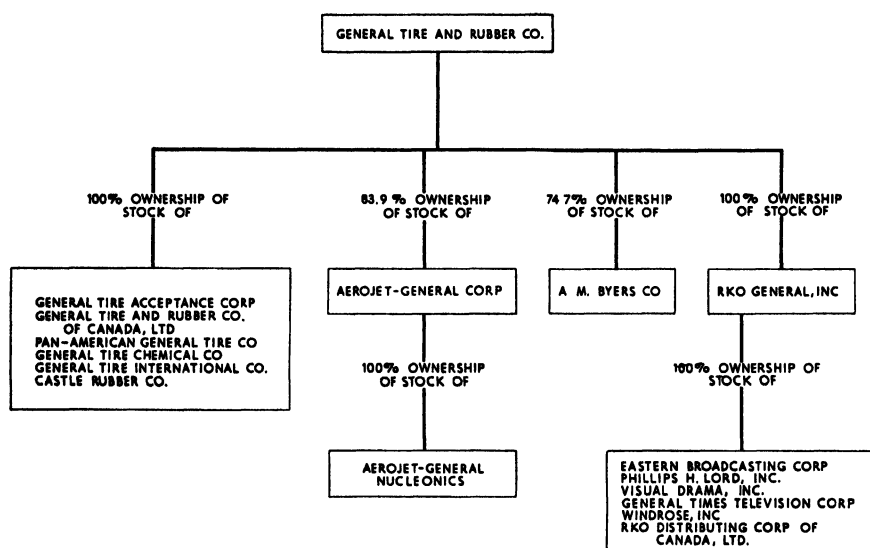 GENERAL TIRE AND RUBBER CO.
100% OWNERSHIP OF
STOCK OF
83.9% OWNERSHIP
OF STOCK OF
74 7% OWNERSHIP
OF STOCK OF
100% OWNERSHIP
OF STOCK OF
GENERAL TIRE ACCEPTANCE CORP
GENERAL TIRE AND RUBBER CO.
OF CANADA, LTD
PAN-AMERICAN GENERAL TIRE CO
GENERAL TIRE CHEMICAL CO
GENERAL TIRE INTERNATIONAL CO.
CASTLE RUBBER CO.
AEROJET-GENERAL CORP
A M. BYERS CO
RKO GENERAL, INC
100% OWNERSHIP
OF STOCK OF
100% OWNERSHIP OF
STOCK OF
AEROJET-GENERAL
NUCLEONICS
EASTERN BROADCASTING CORP
PHILLIPS H. LORD, INC.
VISUAL DRAMA, INC.
GENERAL TIMES TELEVISION CORP
WINDROSE, INC
RKO DISTRIBUTING CORP OF
CANADA, LTD.